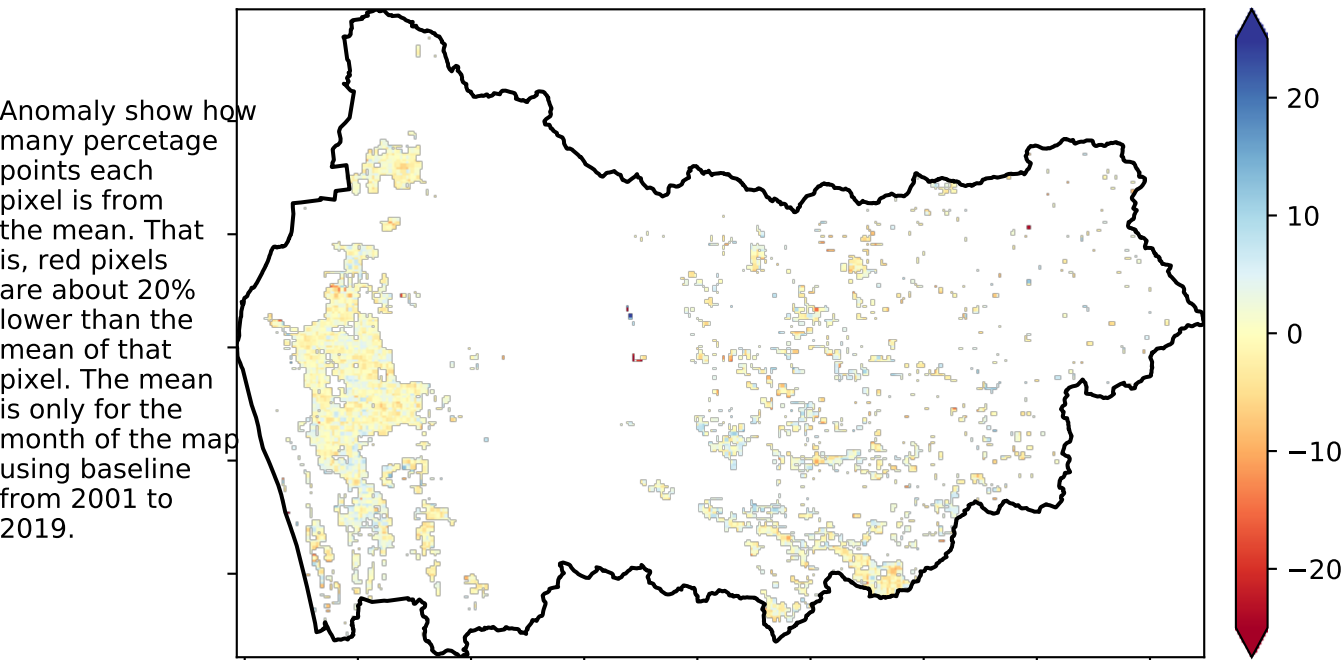 Anomaly show how
many percetage
points each
pixel is from
the mean. That
is, red pixels
are about 20%
lower than the
mean of that
pixel. The mean
is only for the
month of the map
using baseline
from 2001 to
2019.
20
10
0
−10
−20